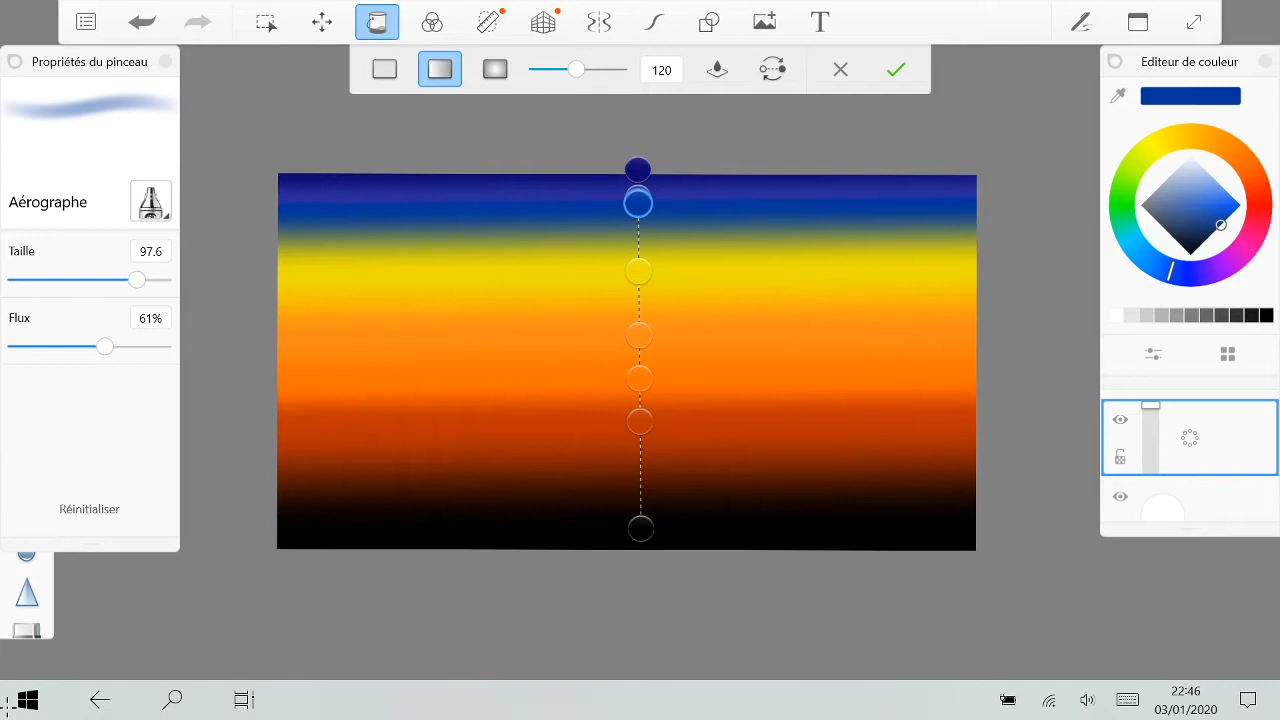 Propriétés du pinceau
Aérographe
Taille
97.6
Flux
61%
Réinitialiser
T
120
Editeur de couleur
22:46
03/01/2020